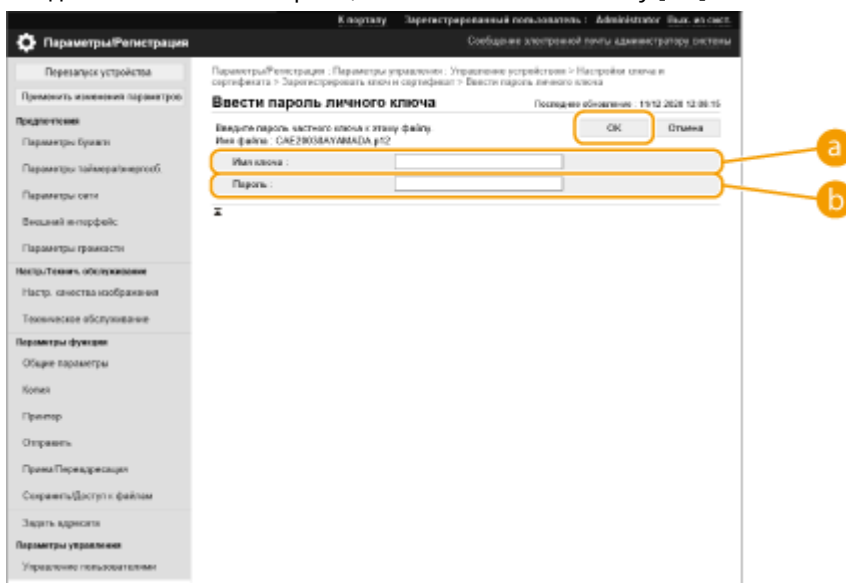 К порталу Зарегистрированный пользователь : Administrator Вых. из сист.
Параметры/Регистрация
Сообщение электронной почты администратору системы
Перезапуск устройства
Применить изменения параметров
Предпочтения
Параметры бумаги
Параметры таймера/энергосб.
Параметры сети
Внешний интерфейс
Параметры громкости
Настр./Технич. обслуживание
Настр. качества изображения
Техническое обслуживание
Параметры функции
Общие параметры
Копия
Принтер
Отправить
Прием/Переадресация
Сохранить/Доступ к файлам
Задать адресата
Параметры управления
Управление пользователями
Параметры/Регистрация : Параметры управления : Управление устройством > Настройки ключа и
сертификата > Зарегистрировать ключ и сертификат > Ввести пароль личного ключа
Ввести пароль личного ключа
Последнее обновление : 19/12 2020 12:08:15
Введите пароль частного ключа к этому файлу.
Имя файла : CAE20038AYAMADA.p12
ОК Отмена
Имя ключа :
Пароль :
a
b